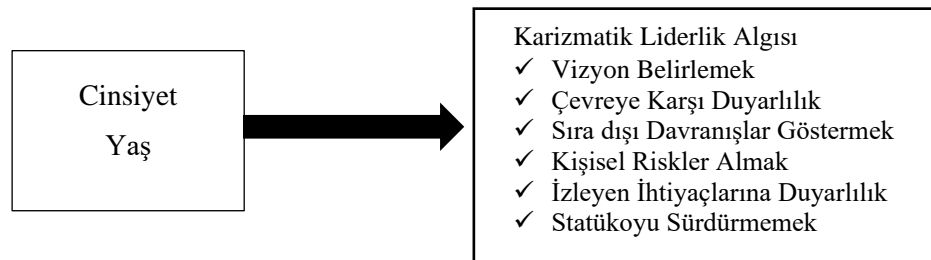 Cinsiyet
Yaş
Karizmatik Liderlik Algısı
✓ Vizyon Belirlemek
✓ Çevreye Karşı Duyarlılık
✓ Sıra dışı Davranışlar Göstermek
✓ Kişisel Riskler Almak
✓ İzleyen İhtiyaçlarına Duyarlılık
✓ Statükoyu Sürdürmemek